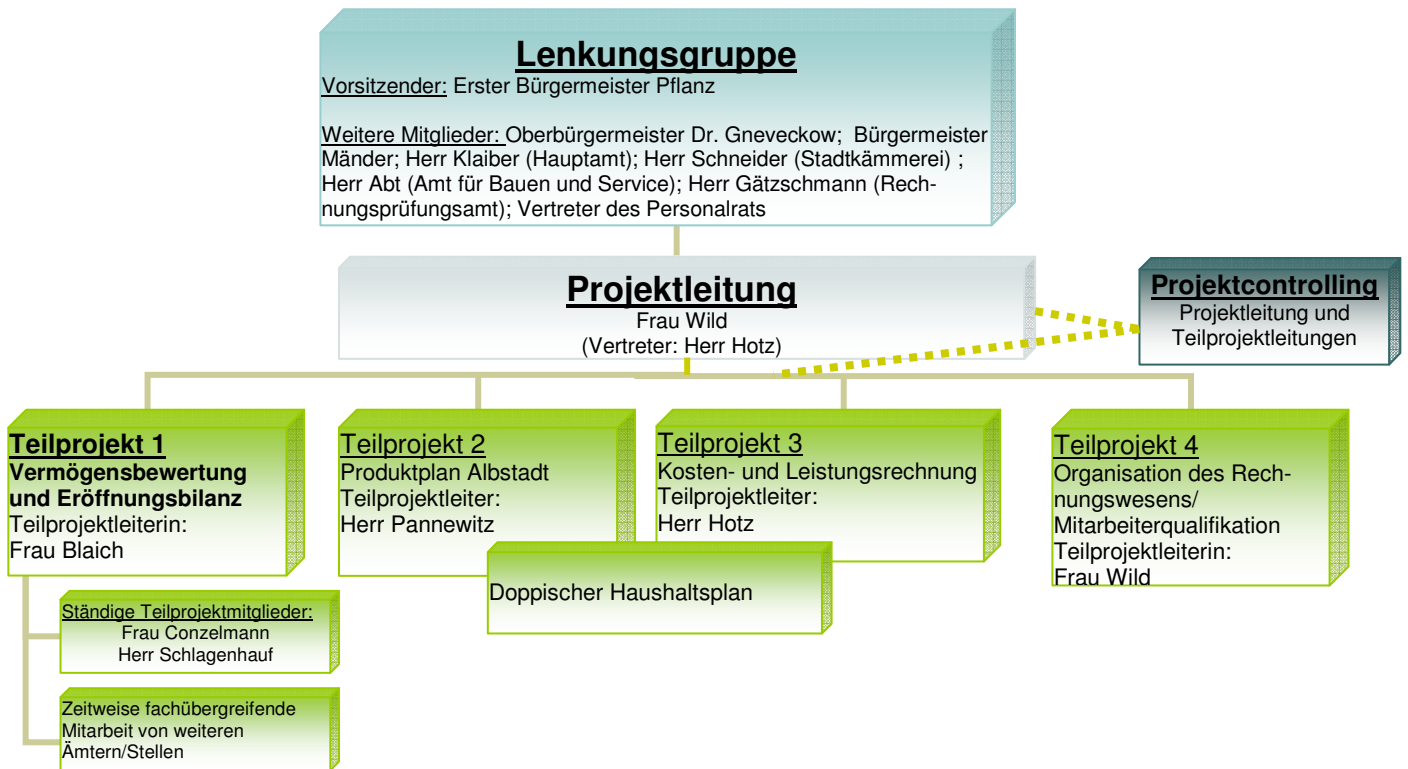 Lenkungsgruppe
Vorsitzender: Erster Bürgermeister Pflanz
Weitere Mitglieder: Oberbürgermeister Dr. Gneveckow; Bürgermeister
Mänder; Herr Klaiber (Hauptamt); Herr Schneider (Stadtkämmerei) ;
Herr Abt (Amt für Bauen und Service); Herr Gätzschmann (Rech-
nungsprüfungsamt); Vertreter des Personalrats
Projektleitung
Frau Wild
(Vertreter: Herr Hotz)
Projektcontrolling
Projektleitung und
Teilprojektleitungen
Teilprojekt 1
Vermögensbewertung
und Eröffnungsbilanz
Teilprojektleiterin:
Frau Blaich
Teilprojekt 2
Produktplan Albstadt
Teilprojektleiter:
Herr Pannewitz
Teilprojekt 3
Kosten- und Leistungsrechnung
Teilprojektleiter:
Herr Hotz
Teilprojekt 4
Organisation des Rech-
nungswesens/
Mitarbeiterqualifikation
Teilprojektleiterin:
Frau Wild
Doppischer Haushaltsplan
Ständige Teilprojektmitglieder:
Frau Conzelmann
Herr Schlagenhauf
Zeitweise fachübergreifende
Mitarbeit von weiteren
Ämtern/Stellen